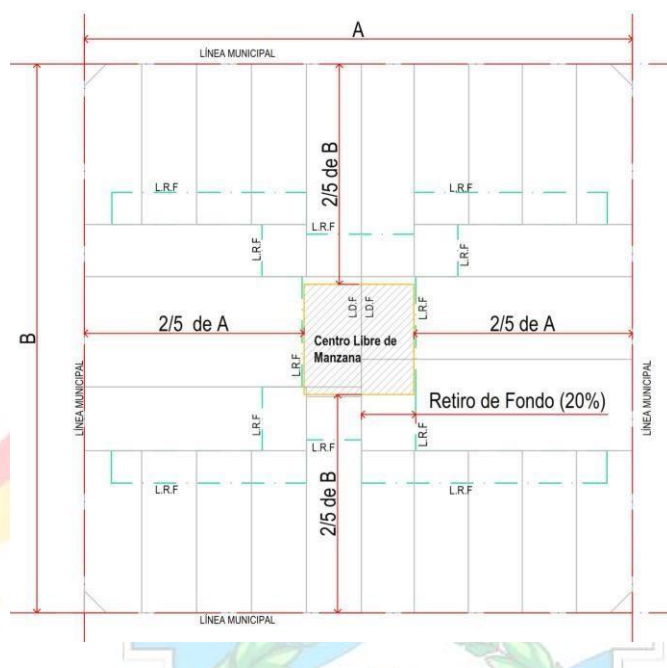 A
LÍNEA MUNICIPAL
2/5 de B
L.R.F
L.R.F
L.R.F
L.R.F
L.R.F
B
L.D.F
L.D.F
L.R.F
2/5 de A
2/5 de A
Centro Libre de
Manzana
L.R.F
LÍNEA MUNICIPAL
LÍNEA MUNICIPAL
Retiro de Fondo (20%)
L.R.F
L.R.F
L.R.F
2/5 de B
L.R.F
L.R.F
LÍNEA MUNICIPAL